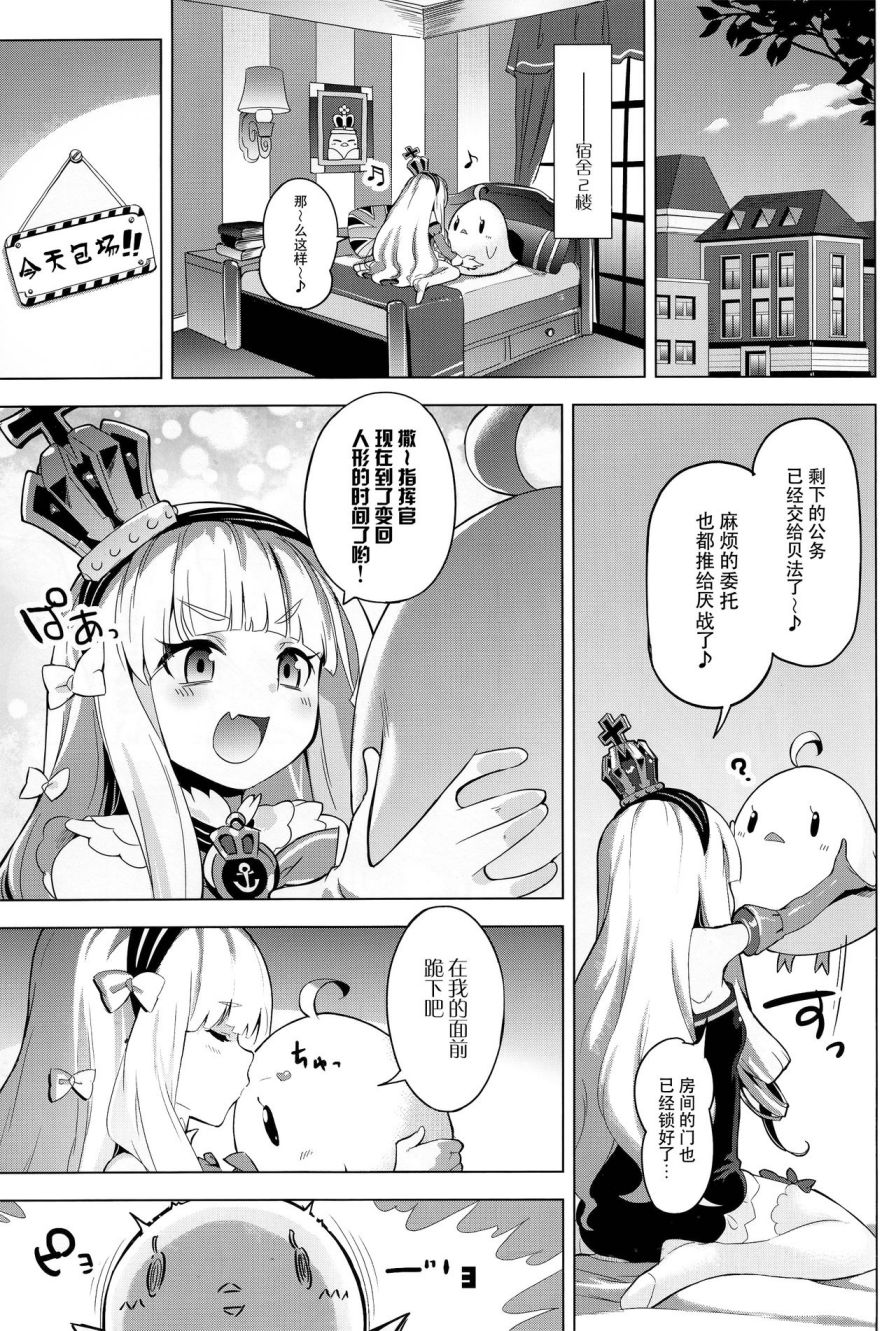 ——宿舍2楼
那～么这样～♪
今天包场!!
剩下的公务
已经交给贝法了～♪
麻烦的委托
也都推给厌战了♪
?
すっ
房间的门也
已经锁好了…
撒～指挥官
现在到了变回
人形的时间了哟！
ぱあっ
在我的面前
跪下吧
ちゅっ
ぴョ
ーッョ